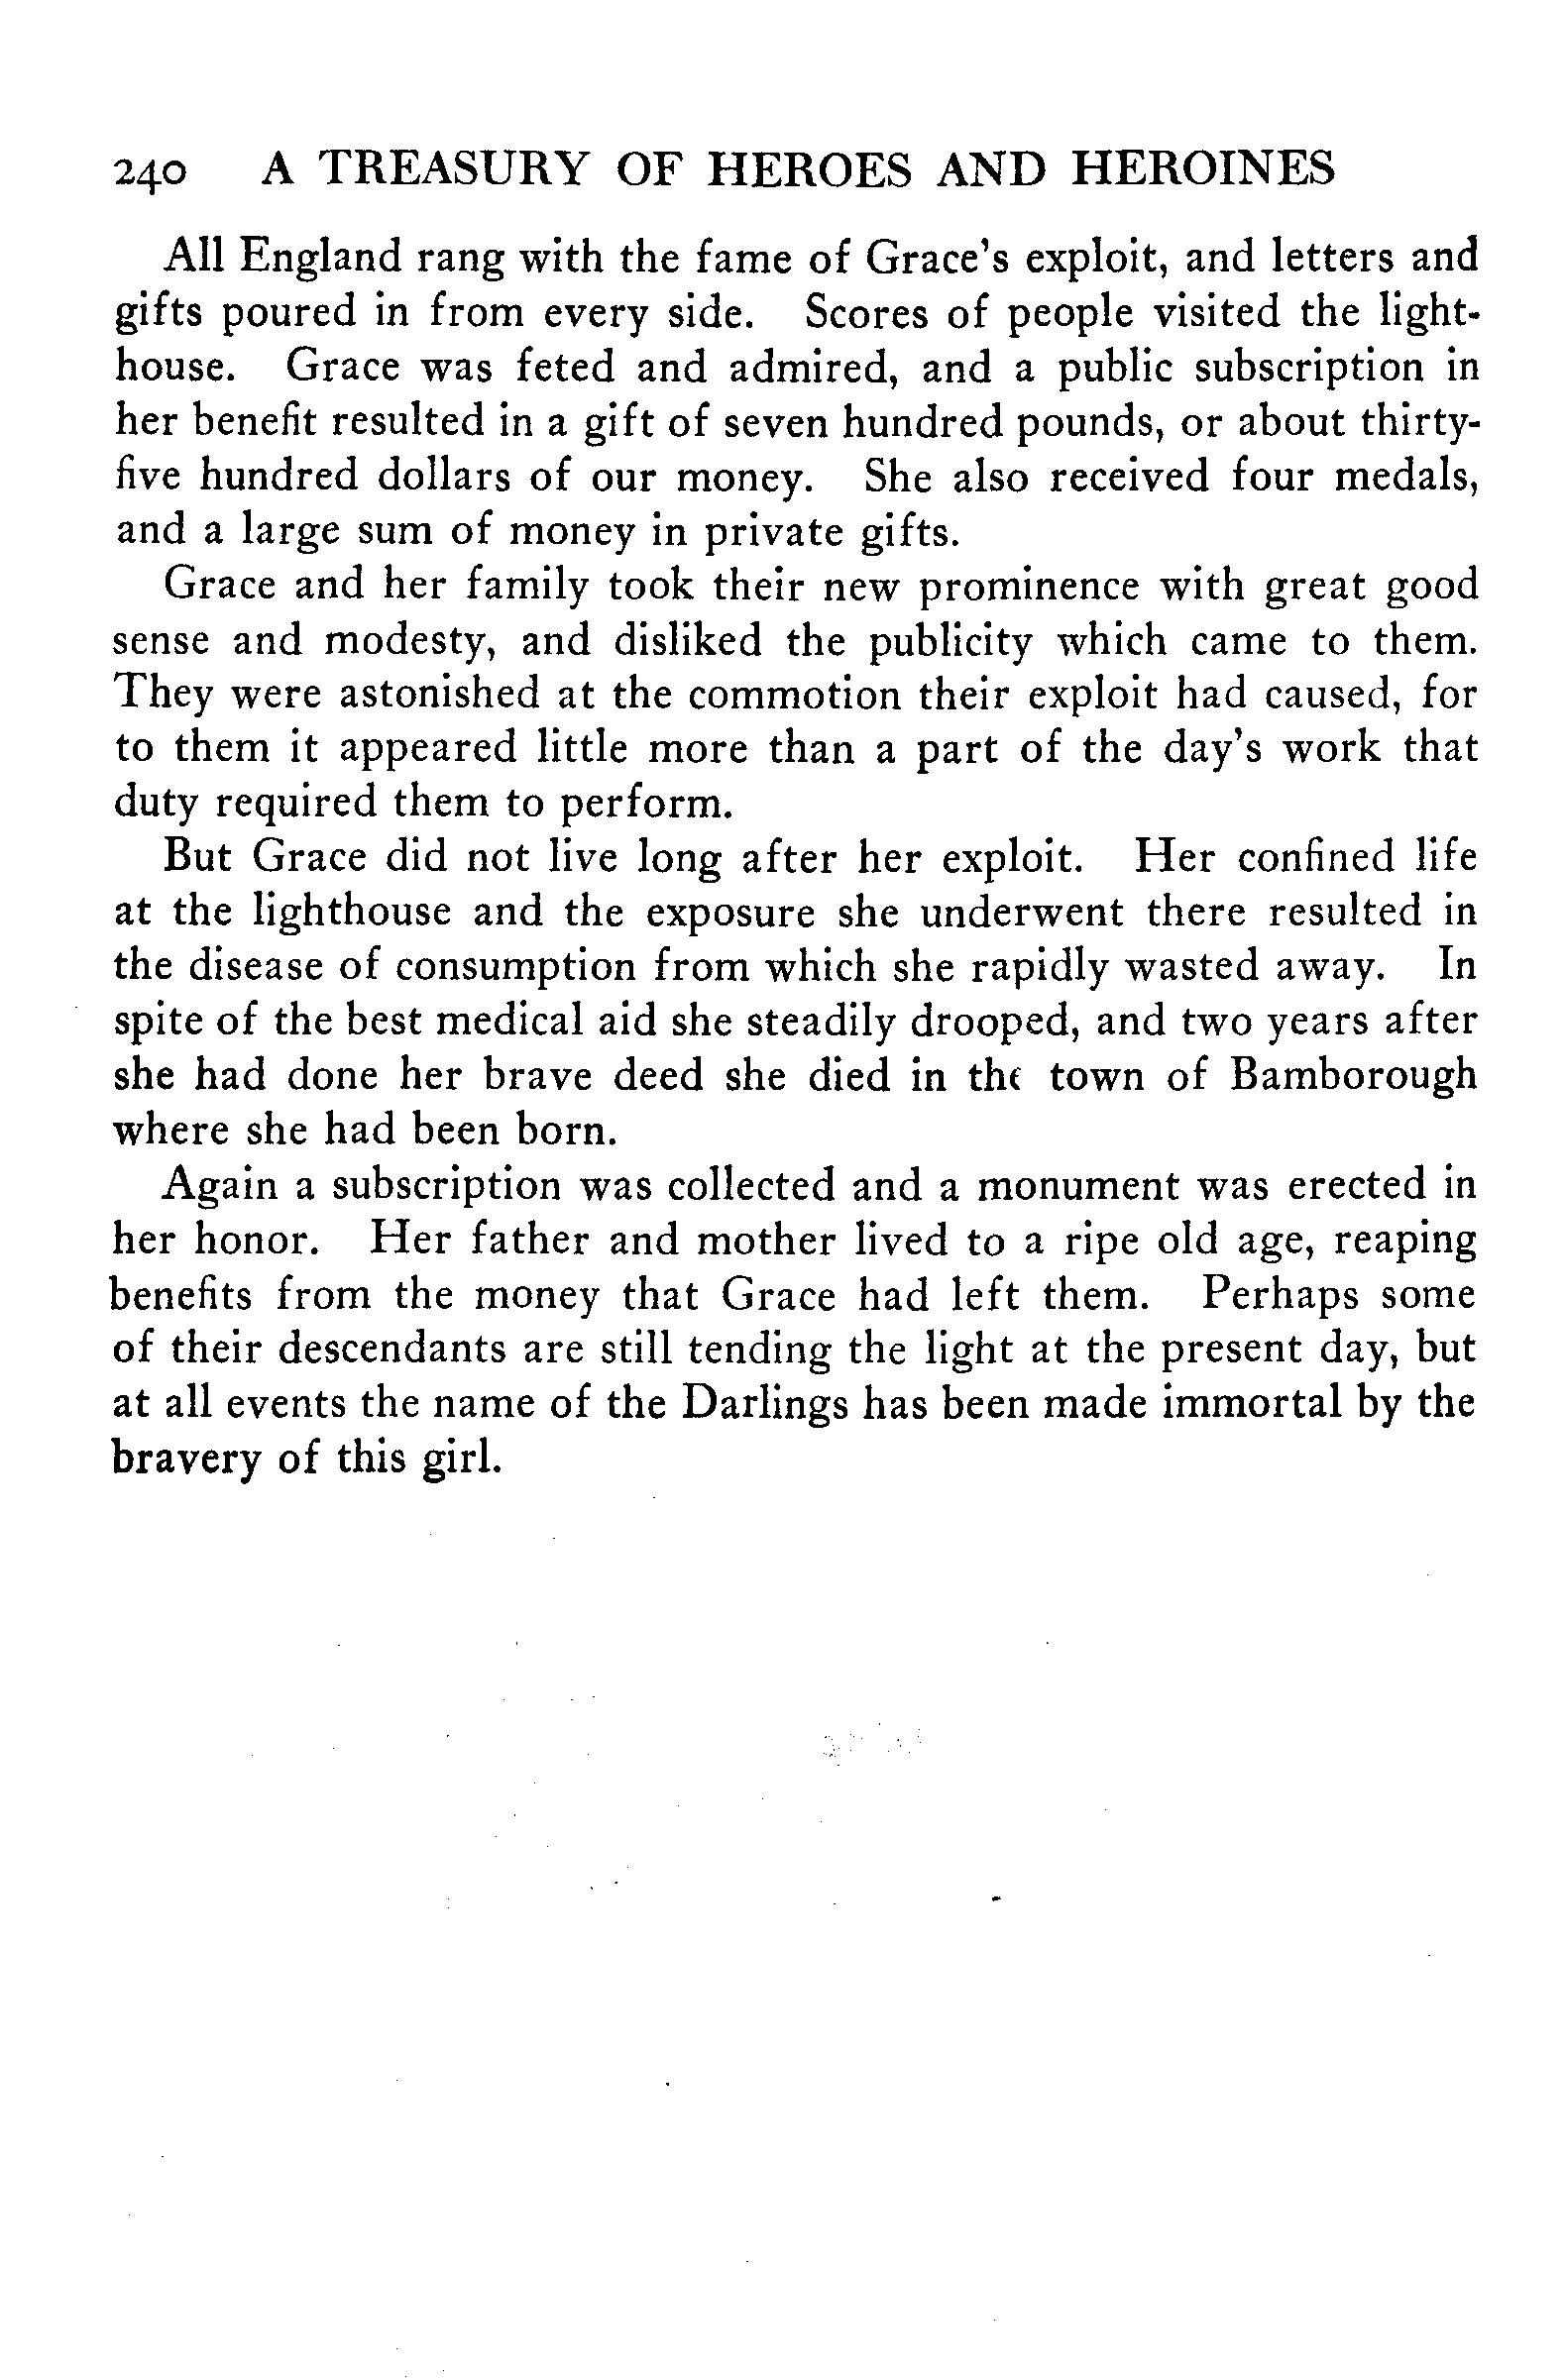 240 A TREASURY OF HEROES AND HEROINES
All England rang with the fame of Grace's exploit, and letters and
gifts poured in from every side. Scores of people visited the light-
house. Grace was feted and admired, and a public subscription in
her benefit resulted in a gift of seven hundred pounds, or about thirty-
five hundred dollars of our money. She also received four medals,
and a large sum of money in private gifts.
Grace and her family took their new prominence with great good
sense and modesty, and disliked the publicity which came to them.
They were astonished at the commotion their exploit had caused, for
to them it appeared little more than a part of the day's work that
duty required them to perform.
But Grace did not live long after her exploit. Her confined life
at the lighthouse and the exposure she underwent there resulted in
the disease of consumption from which she rapidly wasted away. In
spite of the best medical aid she steadily drooped, and two years after
she had done her brave deed she died in the town of Bamborough
where she had been born.
Again a subscription was collected and a monument was erected in
her honor. Her father and mother lived to a ripe old age, reaping
benefits from the money that Grace had left them. Perhaps some
of their descendants are still tending the light at the present day, but
at all events the name of the Darlings has been made immortal by the
bravery of this girl.